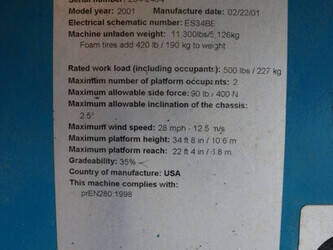 Model year: 2001 Manufacture date: 02/22/01
Electrical schematic number: ES34BE
Machine unladen weight: 11,300lbs/5,126kg
Foam tires add 420 lb / 190 kg to weight
Rated work load (including occupants): 500 lbs / 227 kg
Maximum number of platform occupants: 2
Maximum allowable side force: 90 lb / 400 N
Maximum allowable inclination of the chassis:
2.5°
Maximum wind speed: 28 mph - 12.5 m/s
Maximum platform height: 34 ft 8 in / 10.6 m
Maximum platform reach: 22 ft 4 in / 6.8 m
Gradeability: 35%
Country of manufacture: USA
This machine complies with:
prEN280:1998